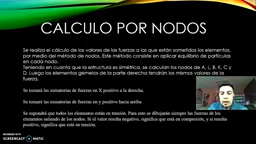 CALCULO POR NODOS
Se realiza el cálculo de los valores de las fuerzas a las que están sometidos los elementos,
por medio del método de nodos. Este método consiste en aplicar equilibrio de partículas
en cada nodo.
Teniendo en cuenta que la estructura es simétrica, se calculan los nodos de A, L, B, K, C y
D. Luego los elementos gemelos de la parte derecha tendrán los mismos valores de la
fuerza.
Se tomará las sumatorias de fuerzas en X positivo a la derecha.
Se tomará las sumatorias de fuerzas en y positivo hacia arriba
Se supondrá que todos los elementos están en tensión. Para esto se dibujarán siempre las fuerzas de los
elementos saliendo de los nodos. Si el valor resulta negativo, significa que está en compresión, y si resulta
positivo, significa que está en tensión.
RECORDED WITH
SCREENCAST MATIC